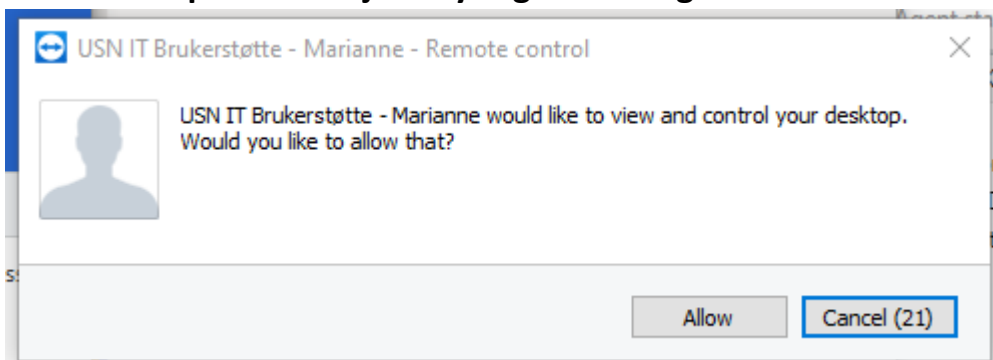 USN IT Brukerstøtte - Marianne - Remote control
USN IT Brukerstøtte - Marianne would like to view and control your desktop.
Would you like to allow that?
Allow
Cancel (21)